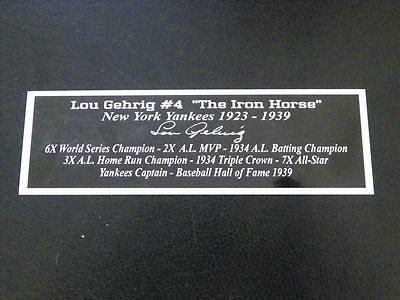 Lou Gehrig #4 "The Iron Horse"
New York Yankees 1923 - 1939
Lou Gehrig
6X World Series Champion - 2X A.L. MVP - 1934 A.L. Batting Champion
3X A.L. Home Run Champion - 1934 Triple Crown - 7X All-Star
Yankees Captain - Baseball Hall of Fame 1939